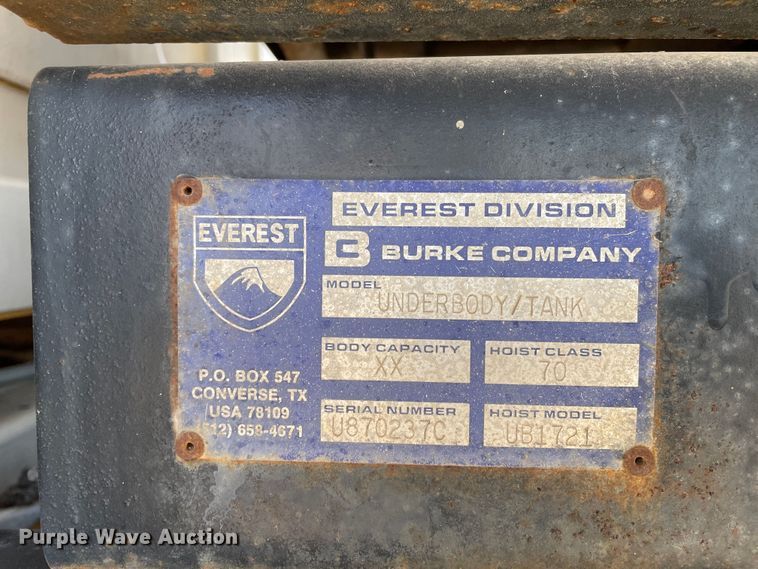 EVEREST DIVISION
EVEREST
B BURKE COMPANY
MODEL
UNDERBODY/TANK
BODY CAPACITY
XX
HOIST CLASS
70
P.O. BOX 547
CONVERSE, TX
USA 78109
(512) 658-4671
SERIAL NUMBER
U870237C
HOIST MODEL
UB1721
Purple Wave Auction